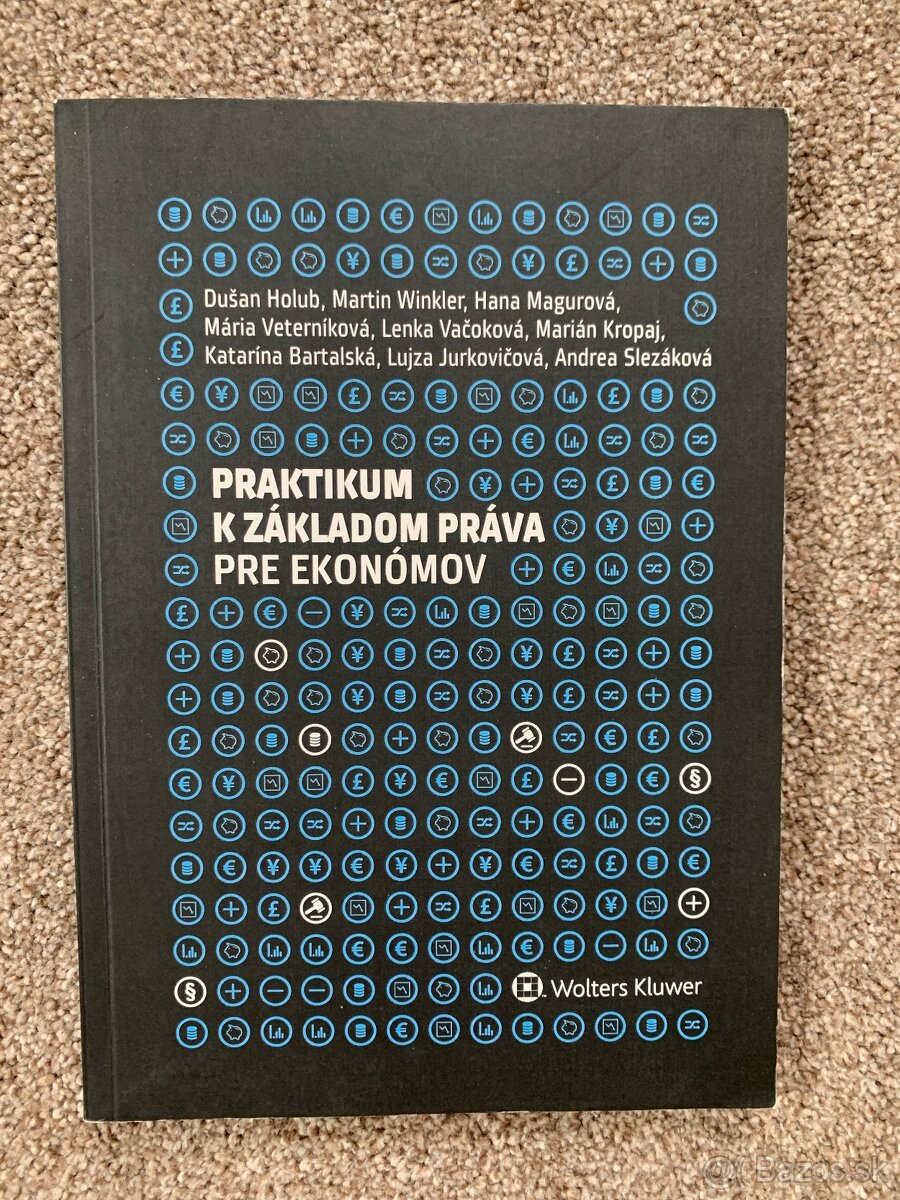 Dušan Holub, Martin Winkler, Hana Magurová,
Mária Veterníková, Lenka Vačoková, Marián Kropaj,
Katarína Bartalská, Lujza Jurkovičová, Andrea Slezáková
PRAKTIKUM
K ZÁKLADOM PRÁVA
PRE EKONÓMOV
Wolters Kluwer
Bazos.sk